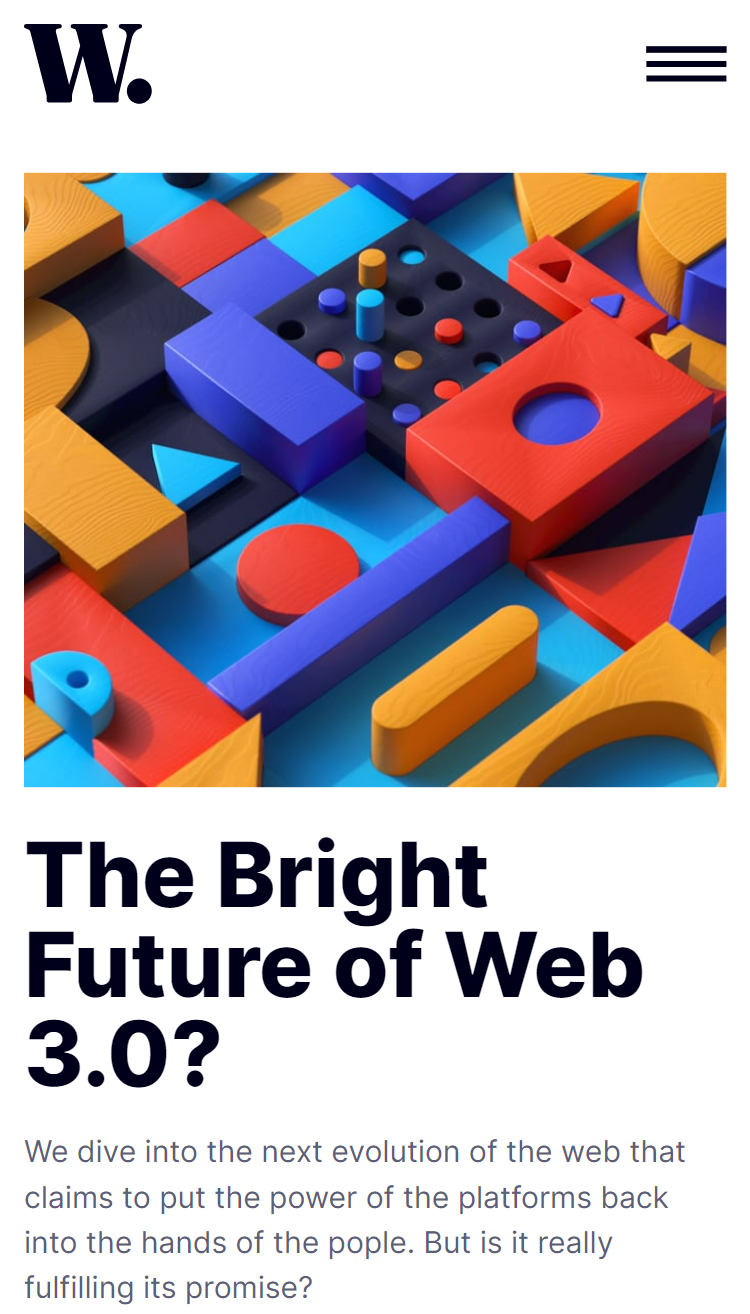 W.
The Bright
Future of Web
3.0?
We dive into the next evolution of the web that
claims to put the power of the platforms back
into the hands of the pople. But is it really
fulfilling its promise?